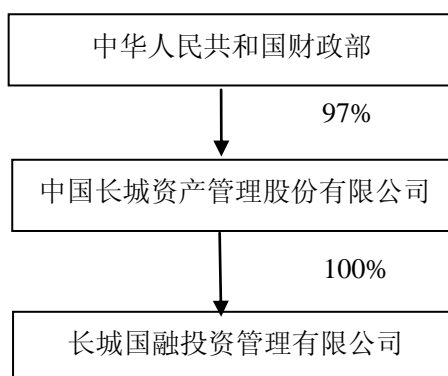 中华人民共和国财政部
97%
中国长城资产管理股份有限公司
100%
长城国融投资管理有限公司